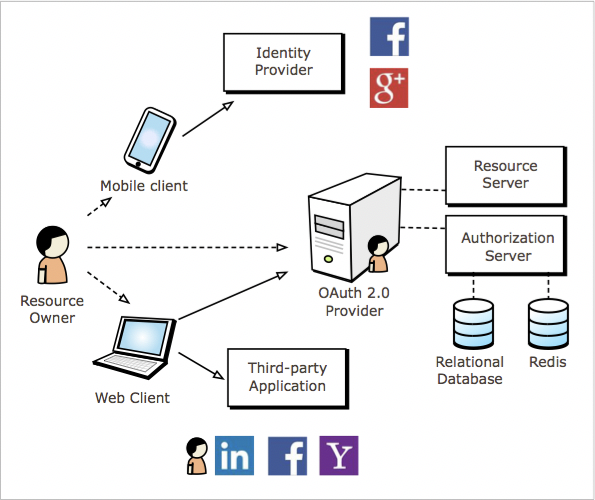 Identity
Provider
f
g+
Mobile client
Resource
Server
Authorization
Server
Resource
Owner
OAuth 2.0
Provider
Relational
Database
Redis
Web Client
Third-party
Application
in
f
Y